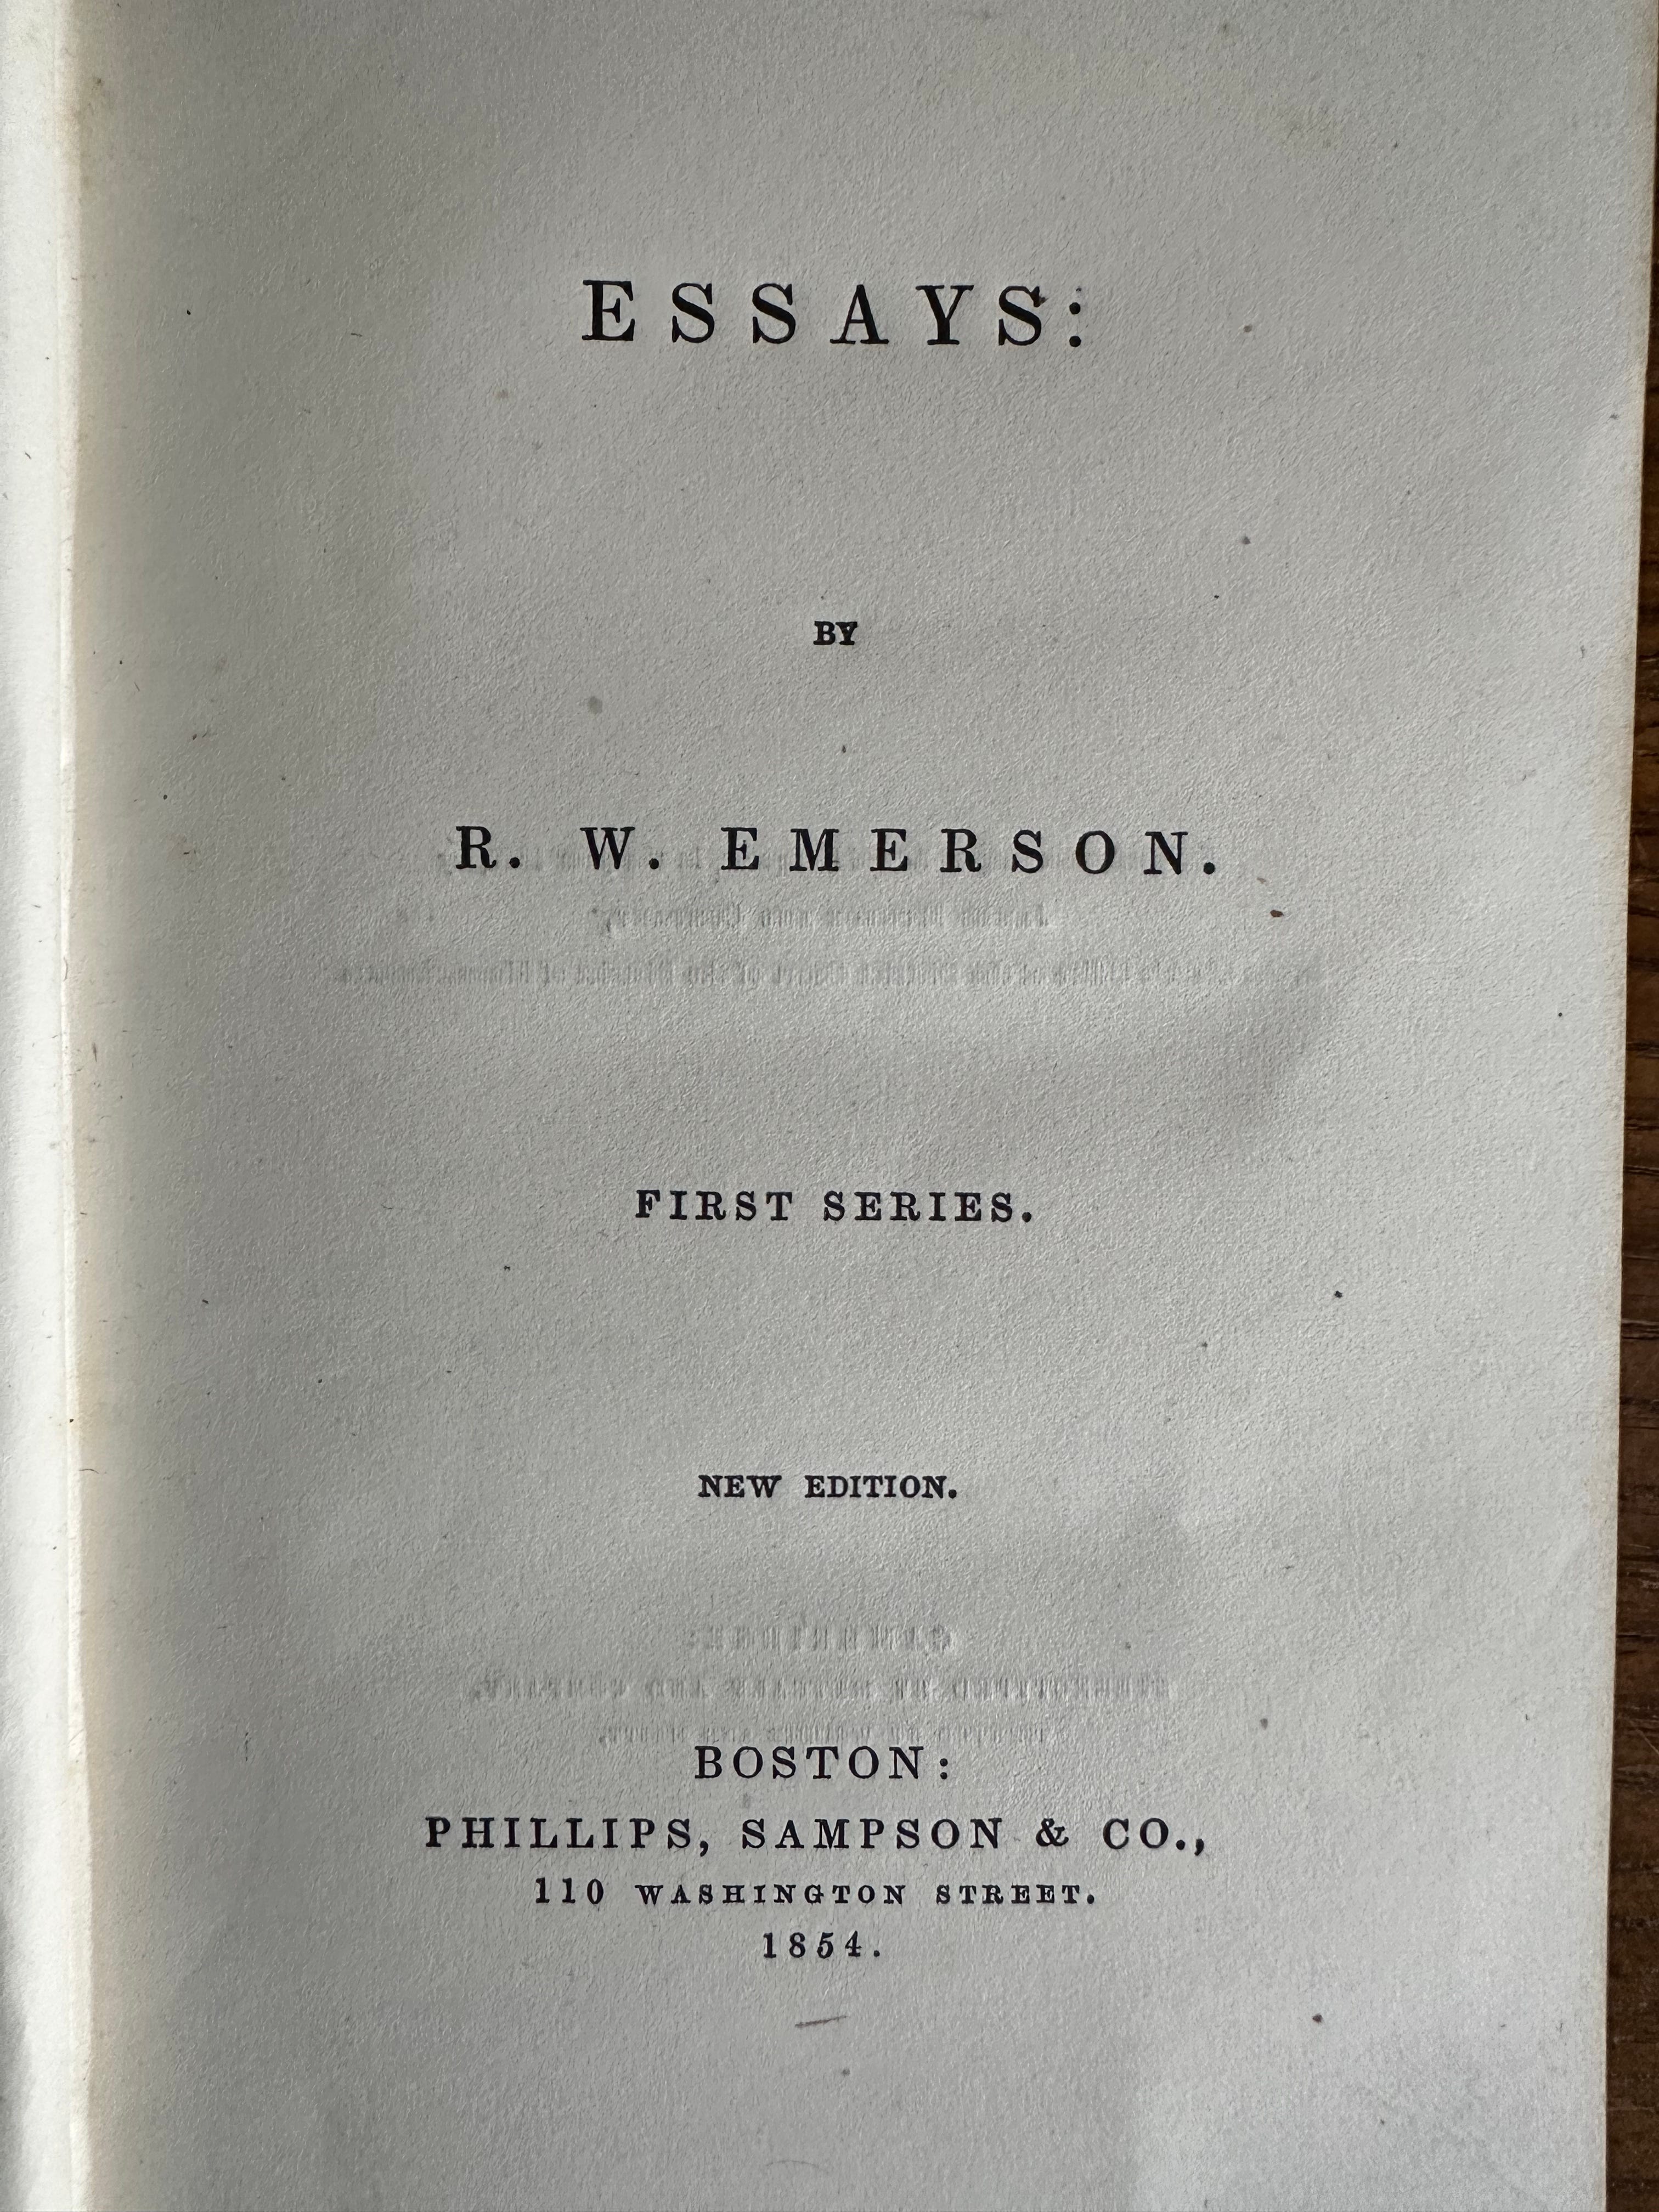 ESSAYS:
BY
R. W. EMERSON.
FIRST SERIES.
NEW EDITION.
BOSTON:
PHILLIPS, SAMPSON & CO.,
110 WASHINGTON STREET.
1854.